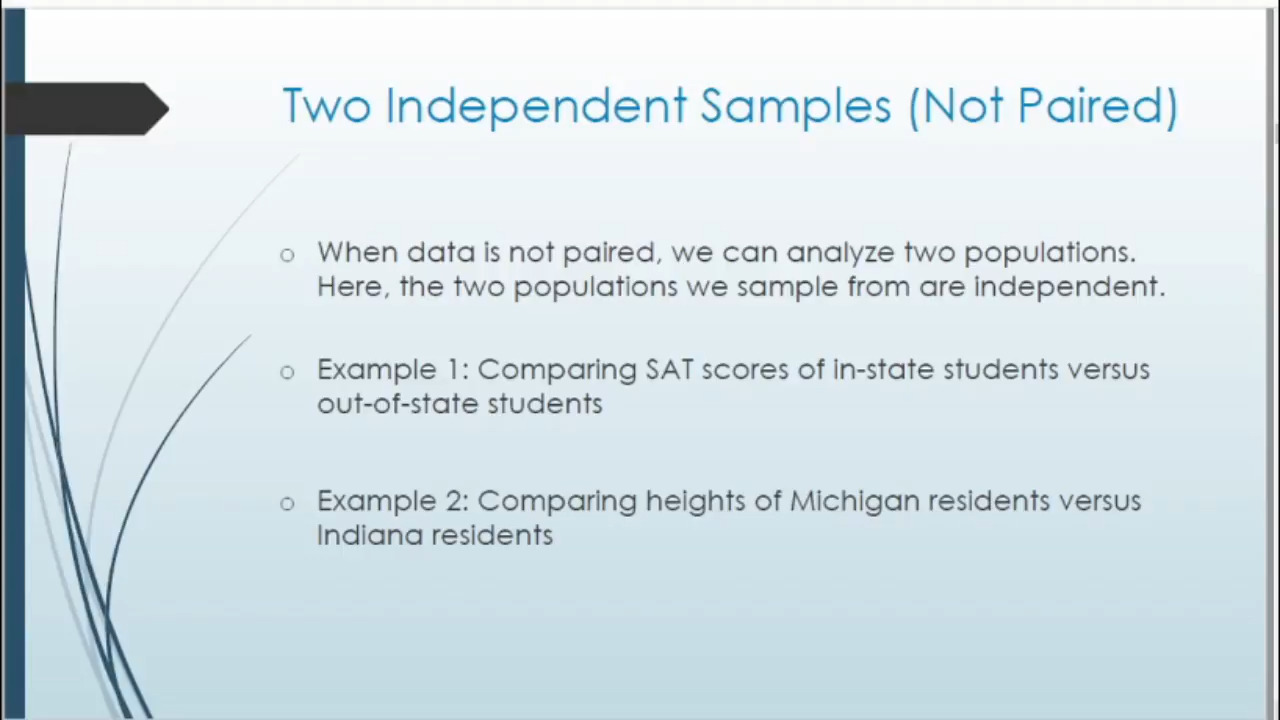 Two Independent Samples (Not Paired)
○ When data is not paired, we can analyze two populations.
Here, the two populations we sample from are independent.
○ Example 1: Comparing SAT scores of in-state students versus
out-of-state students
○ Example 2: Comparing heights of Michigan residents versus
Indiana residents